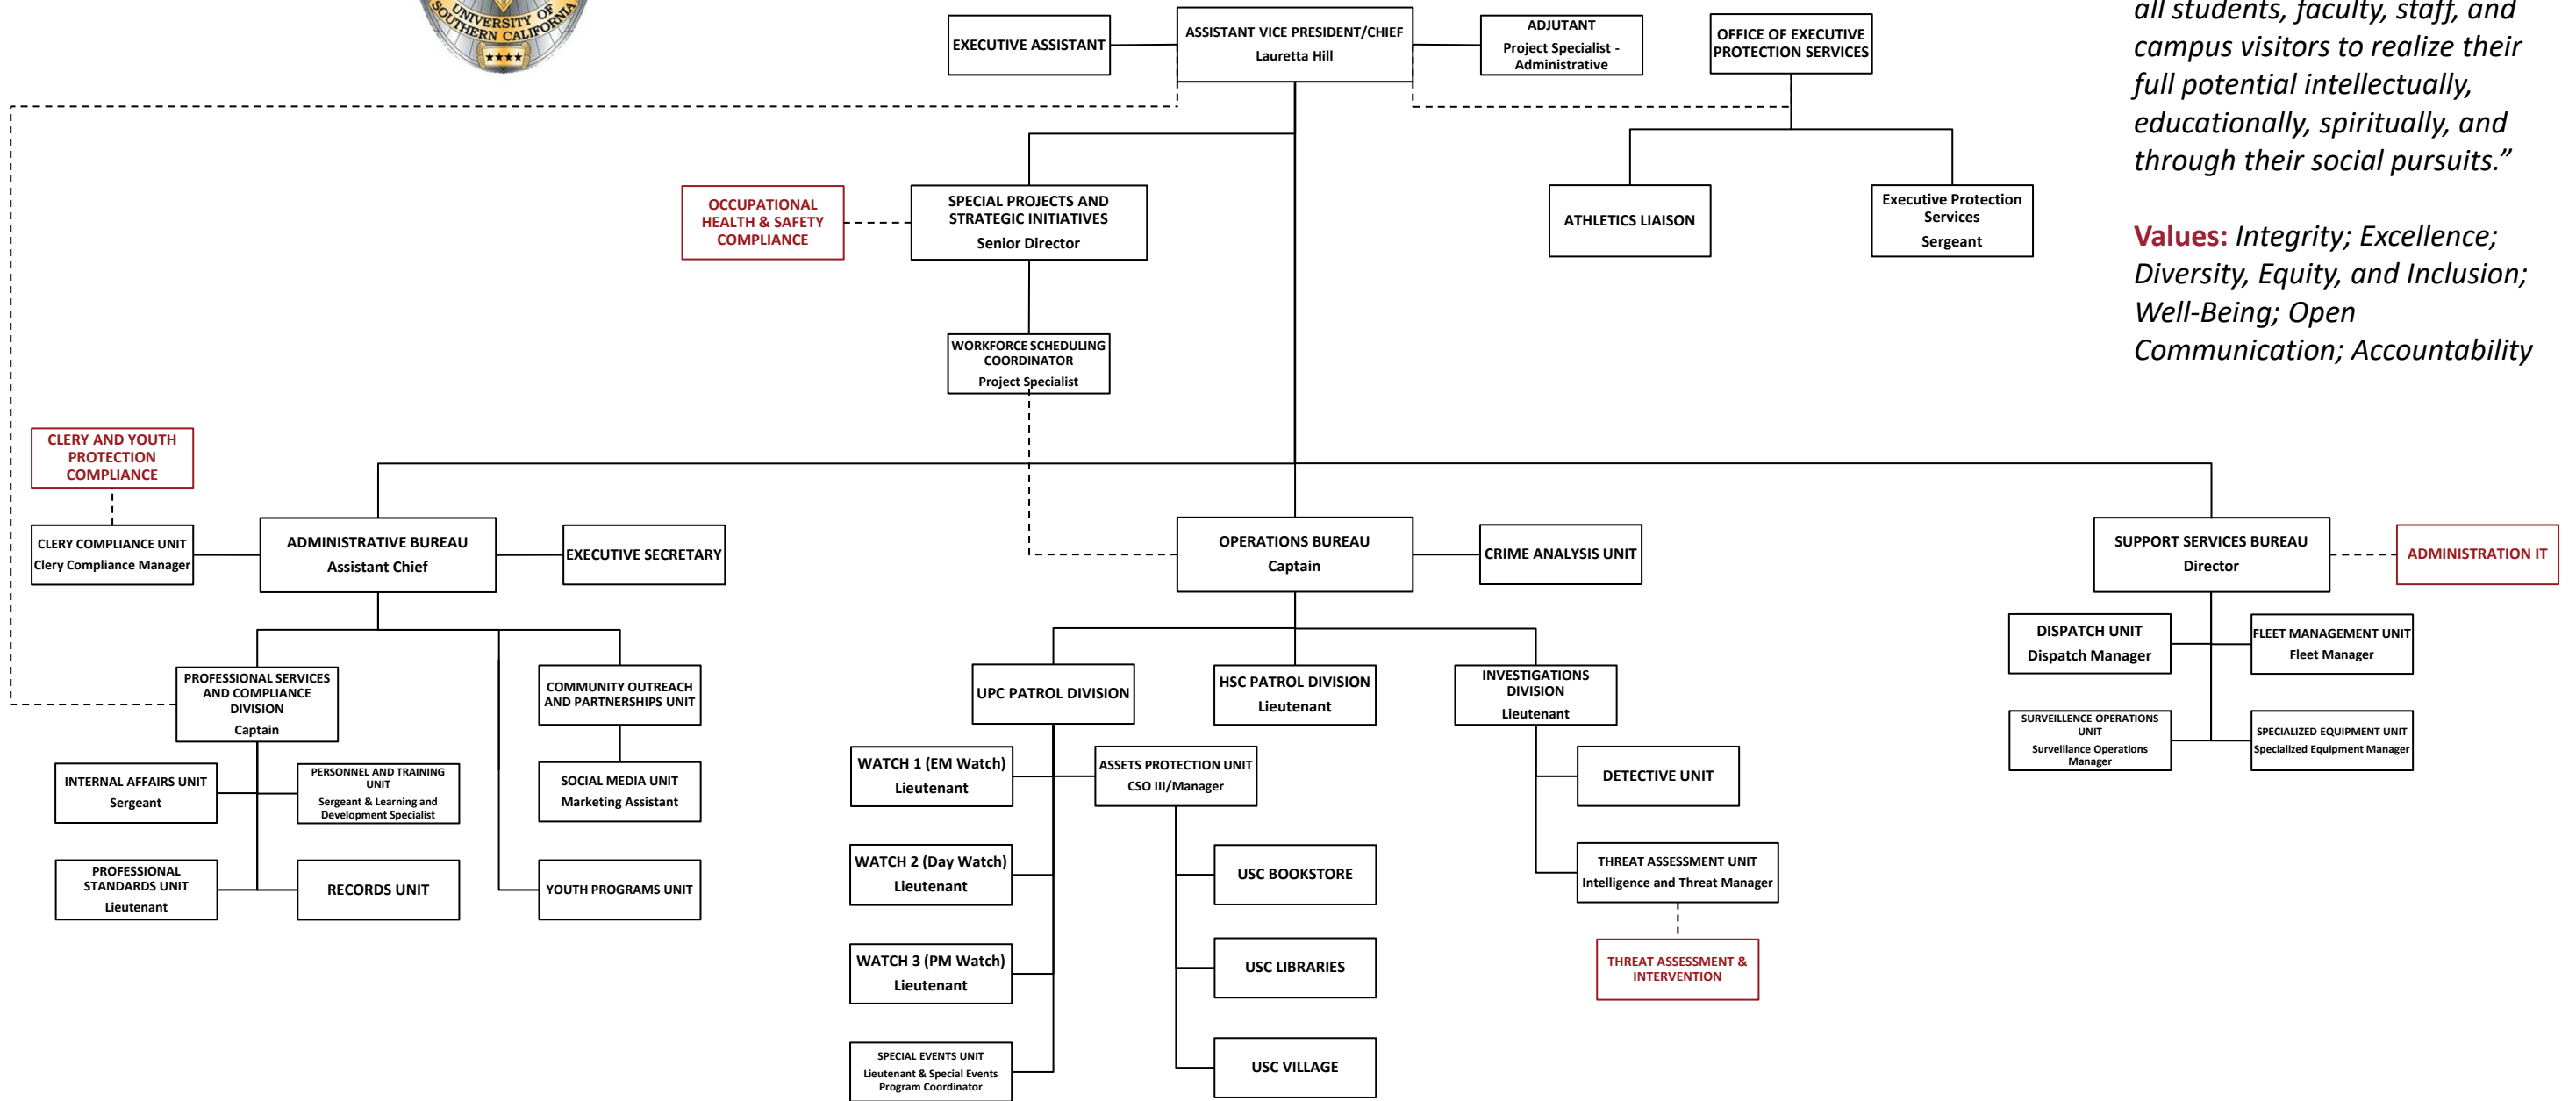 UNIVERSITY OF
SOUTHERN CALIFORNIA
all students, faculty, staff, and
campus visitors to realize their
full potential intellectually,
educationally, spiritually, and
through their social pursuits.”
Values: Integrity; Excellence;
Diversity, Equity, and Inclusion;
Well-Being; Open
Communication; Accountability
EXECUTIVE ASSISTANT
ASSISTANT VICE PRESIDENT/CHIEF
Lauretta Hill
ADJUTANT
Project Specialist -
Administrative
OFFICE OF EXECUTIVE
PROTECTION SERVICES
OCCUPATIONAL
HEALTH & SAFETY
COMPLIANCE
SPECIAL PROJECTS AND
STRATEGIC INITIATIVES
Senior Director
ATHLETICS LIAISON
Executive Protection
Services
Sergeant
WORKFORCE SCHEDULING
COORDINATOR
Project Specialist
CLERY AND YOUTH
PROTECTION
COMPLIANCE
CLERY COMPLIANCE UNIT
Clery Compliance Manager
ADMINISTRATIVE BUREAU
Assistant Chief
EXECUTIVE SECRETARY
OPERATIONS BUREAU
Captain
CRIME ANALYSIS UNIT
SUPPORT SERVICES BUREAU
Director
ADMINISTRATION IT
PROFESSIONAL SERVICES
AND COMPLIANCE
DIVISION
Captain
COMMUNITY OUTREACH
AND PARTNERSHIPS UNIT
INTERNAL AFFAIRS UNIT
Sergeant
PERSONNEL AND TRAINING
UNIT
Sergeant & Learning and
Development Specialist
SOCIAL MEDIA UNIT
Marketing Assistant
PROFESSIONAL
STANDARDS UNIT
Lieutenant
RECORDS UNIT
YOUTH PROGRAMS UNIT
UPC PATROL DIVISION
HSC PATROL DIVISION
Lieutenant
INVESTIGATIONS
DIVISION
Lieutenant
WATCH 1 (EM Watch)
Lieutenant
ASSETS PROTECTION UNIT
CSO III/Manager
DETECTIVE UNIT
WATCH 2 (Day Watch)
Lieutenant
USC BOOKSTORE
THREAT ASSESSMENT UNIT
Intelligence and Threat Manager
WATCH 3 (PM Watch)
Lieutenant
USC LIBRARIES
THREAT ASSESSMENT &
INTERVENTION
SPECIAL EVENTS UNIT
Lieutenant & Special Events
Program Coordinator
USC VILLAGE
DISPATCH UNIT
Dispatch Manager
FLEET MANAGEMENT UNIT
Fleet Manager
SURVEILLENCE OPERATIONS
UNIT
Surveillance Operations
Manager
SPECIALIZED EQUIPMENT UNIT
Specialized Equipment Manager